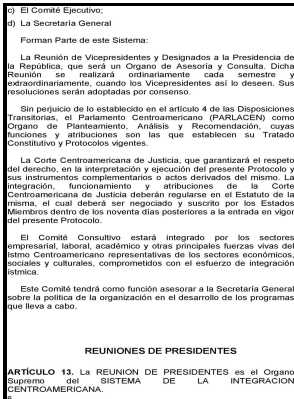 c) El Comité Ejecutivo;
d) La Secretaría General
Forman Parte de este Sistema:
La Reunión de Vicepresidentes y Designados a la Presidencia de
la República, que será un Organo de Asesoría y Consulta. Dicha
Reunión se realizará ordinariamente cada semestre y
extraordinariamente, cuando los Vicepresidentes así lo deseen. Sus
resoluciones serán adoptadas por consenso.
Sin perjuicio de lo establecido en el artículo 4 de las Disposiciones
Transitorias, el Parlamento Centroamericano (PARLACEN) como
Organo de Planteamiento, Análisis y Recomendación, cuyas
funciones y atribuciones son las que establecen su Tratado
Constitutivo y Protocolos vigentes.
La Corte Centroamericana de Justicia, que garantizará el respeto
del derecho, en la interpretación y ejecución del presente Protocolo y
sus instrumentos complementarios o actos derivados del mismo. La
integración, funcionamiento y atribuciones de la Corte
Centroamericana de Justicia deberán regularse en el Estatuto de la
misma, el cual deberá ser negociado y suscrito por los Estados
Miembros dentro de los noventa días posteriores a la entrada en vigor
del presente Protocolo.
El Comité Consultivo estará integrado por los sectores
empresarial, laboral, académico y otras principales fuerzas vivas del
Istmo Centroamericano representativas de los sectores económicos,
sociales y culturales, comprometidos con el esfuerzo de integración
ístmica.
Este Comité tendrá como función asesorar a la Secretaría General
sobre la política de la organización en el desarrollo de los programas
que lleva a cabo.
REUNIONES DE PRESIDENTES
ARTÍCULO 13. La REUNION DE PRESIDENTES es el Organo
Supremo del SISTEMA DE LA INTEGRACION
CENTROAMERICANA.
6